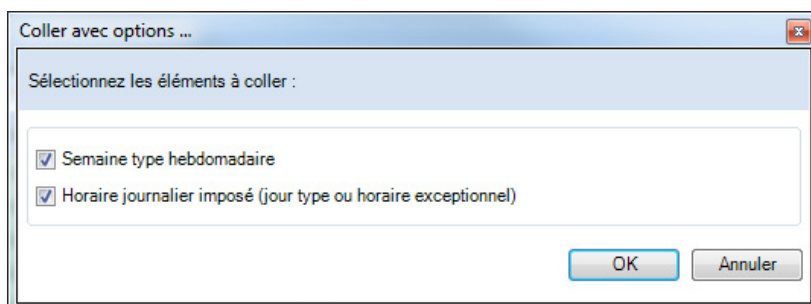 Coller avec options ...
Sélectionnez les éléments à coller :
Semaine type hebdomadaire
Horaire journalier imposé (jour type ou horaire exceptionnel)
OK Annuler